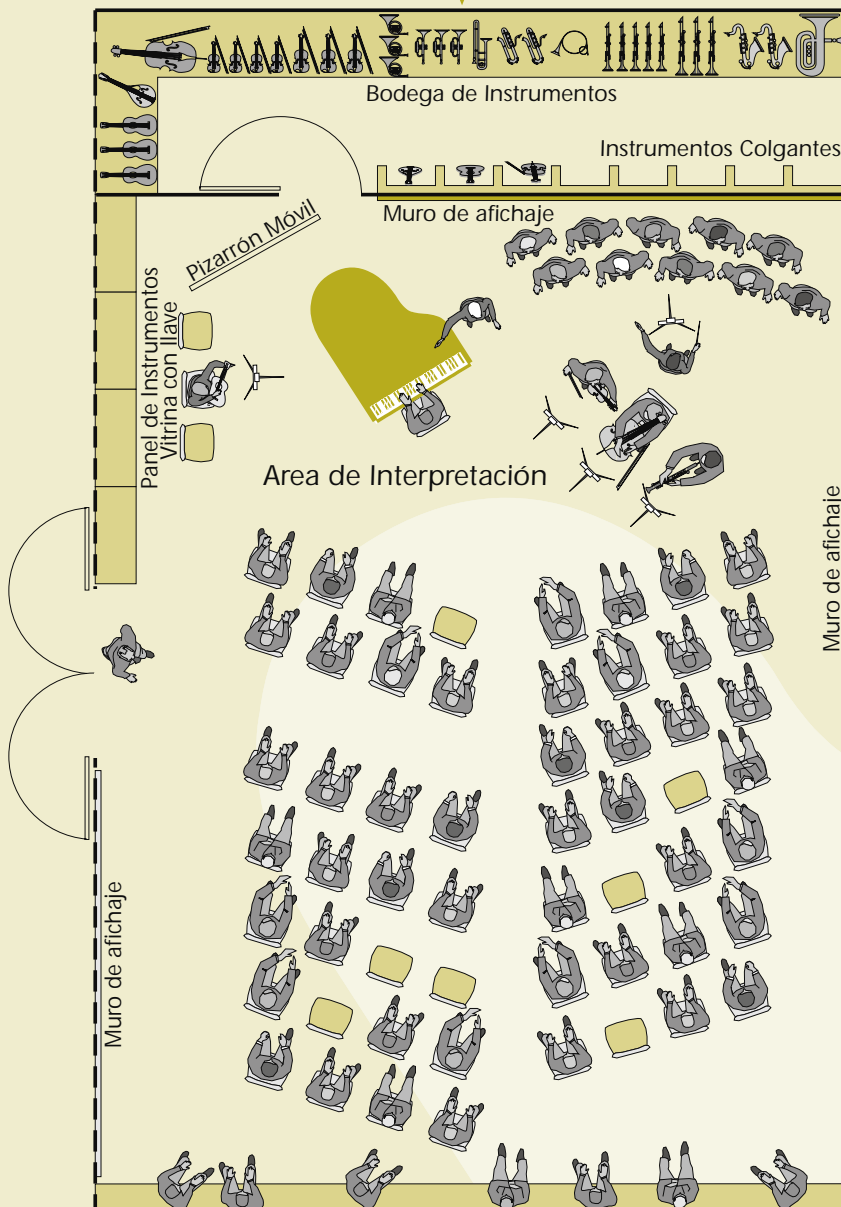 Bodega de Instrumentos
Instrumentos Colgantes
Muro de afichaje
Pizarrón Móvil
Panel de Instrumentos
Vitrina con llave
Area de Interpretación
Muro de afichaje
Muro de afichaje